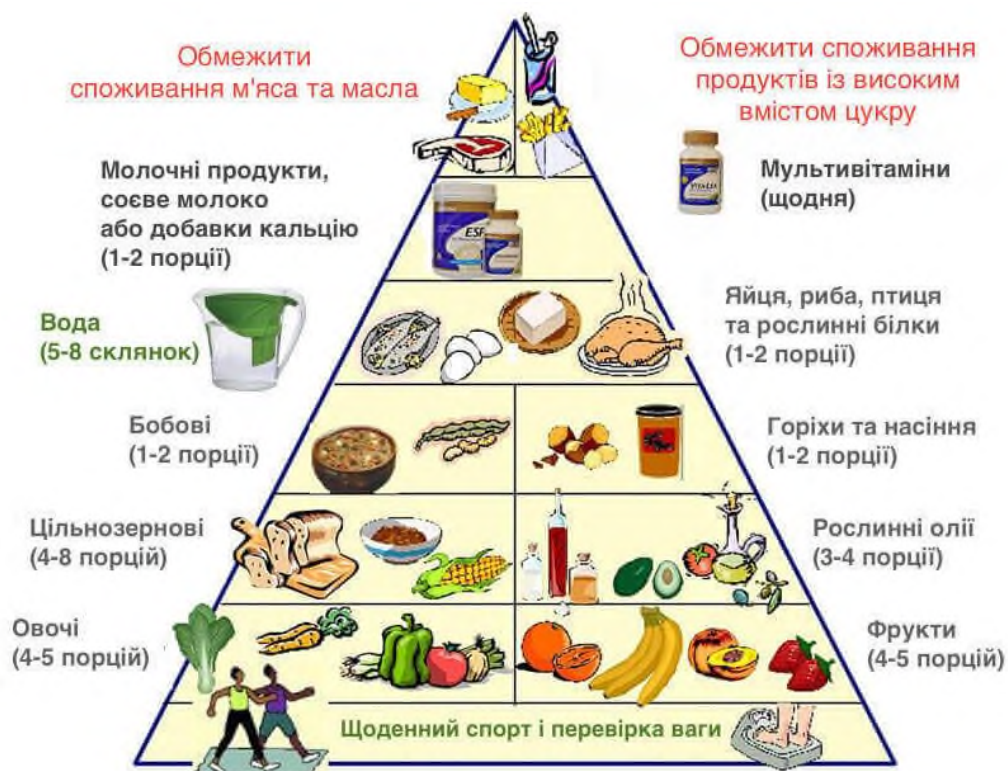 Обмежити
споживання м'яса та масла
Обмежити споживання
продуктів із високим
вмістом цукру
Молочні продукти,
соєве молоко
або добавки кальцію
(1-2 порції)
Мультивітаміни
(щодня)
Вода
(5-8 склянок)
Яйця, риба, птиця
та рослинні білки
(1-2 порції)
Бобові
(1-2 порції)
Горіхи та насіння
(1-2 порції)
Цільнозернові
(4-8 порцій)
Рослинні олії
(3-4 порції)
Овочі
(4-5 порцій)
Фрукти
(4-5 порцій)
Щоденний спорт і перевірка ваги